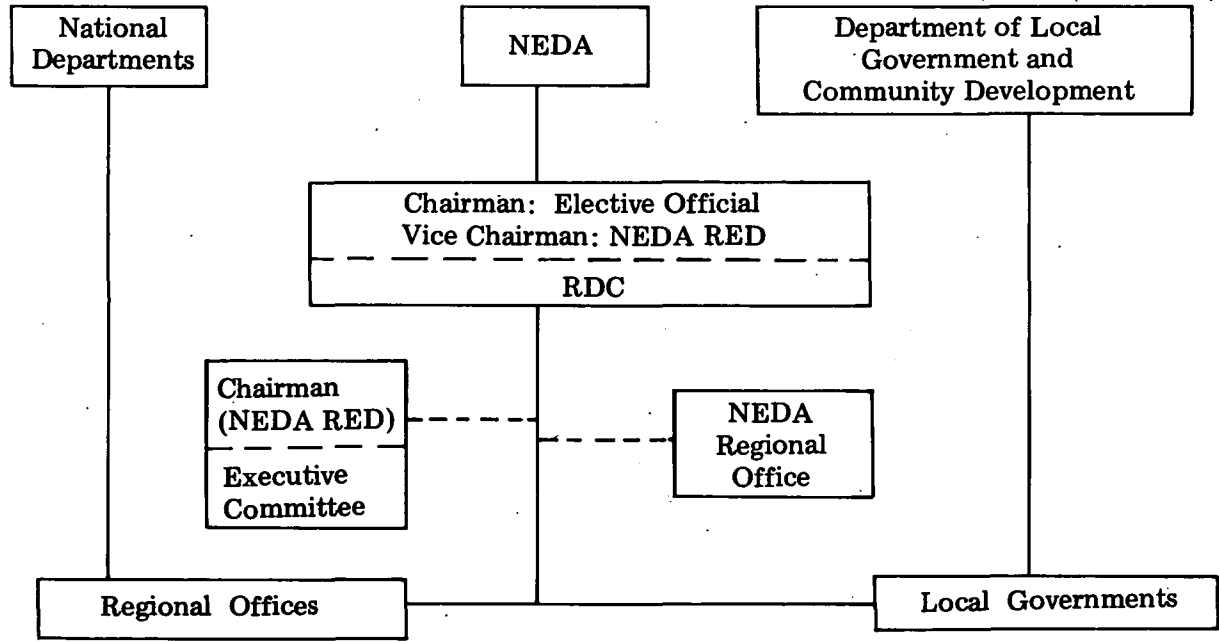 National
Departments
NEDA
Department of Local
Government and
Community Development
Chairman: Elective Official
Vice Chairman: NEDA RED
RDC
Chairman
(NEDA RED)
Executive
Committee
NEDA
Regional
Office
Regional Offices
Local Governments